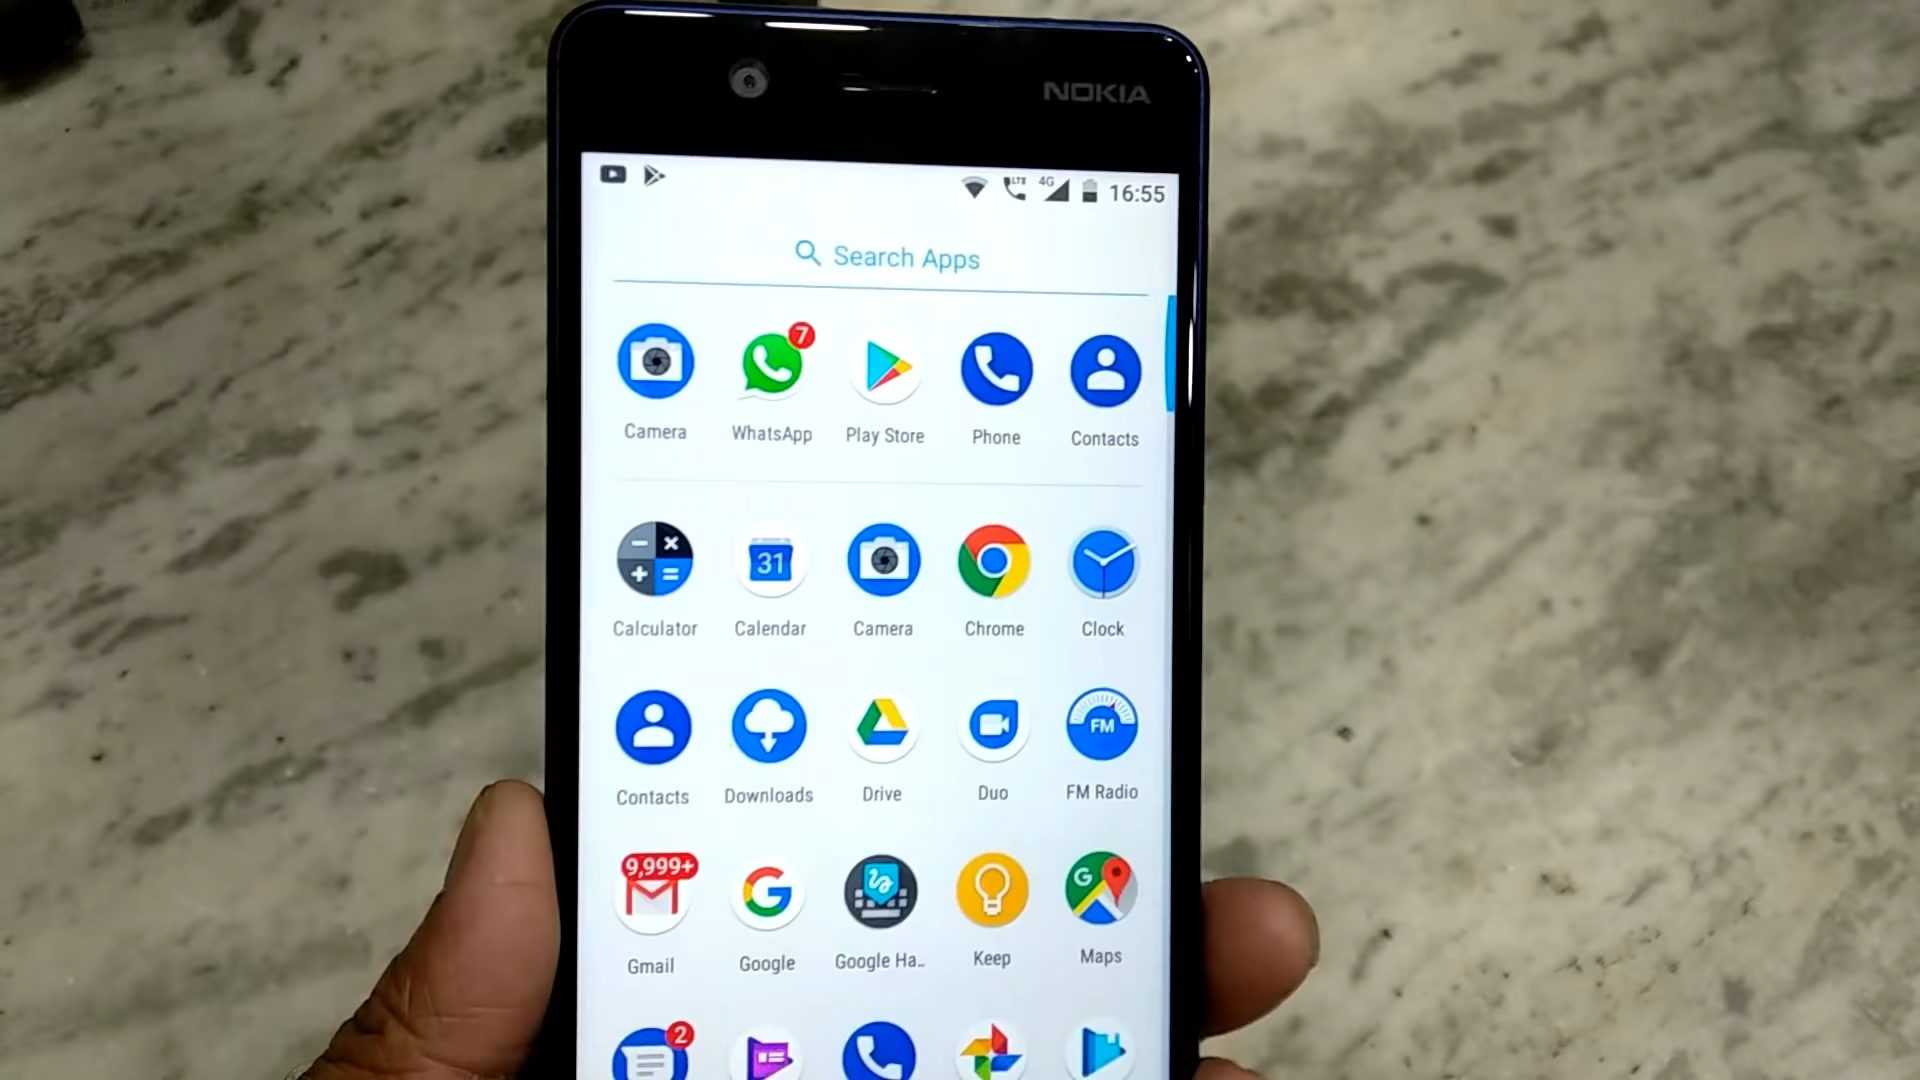 NOKIA
LTE 4G 16:55
Search Apps
7
Camera WhatsApp Play Store Phone Contacts
31
Calculator Calendar Camera Chrome Clock
FM
Contacts Downloads Drive Duo FM Radio
9,999+ G G
Gmail Google Google Ha… Keep Maps
2